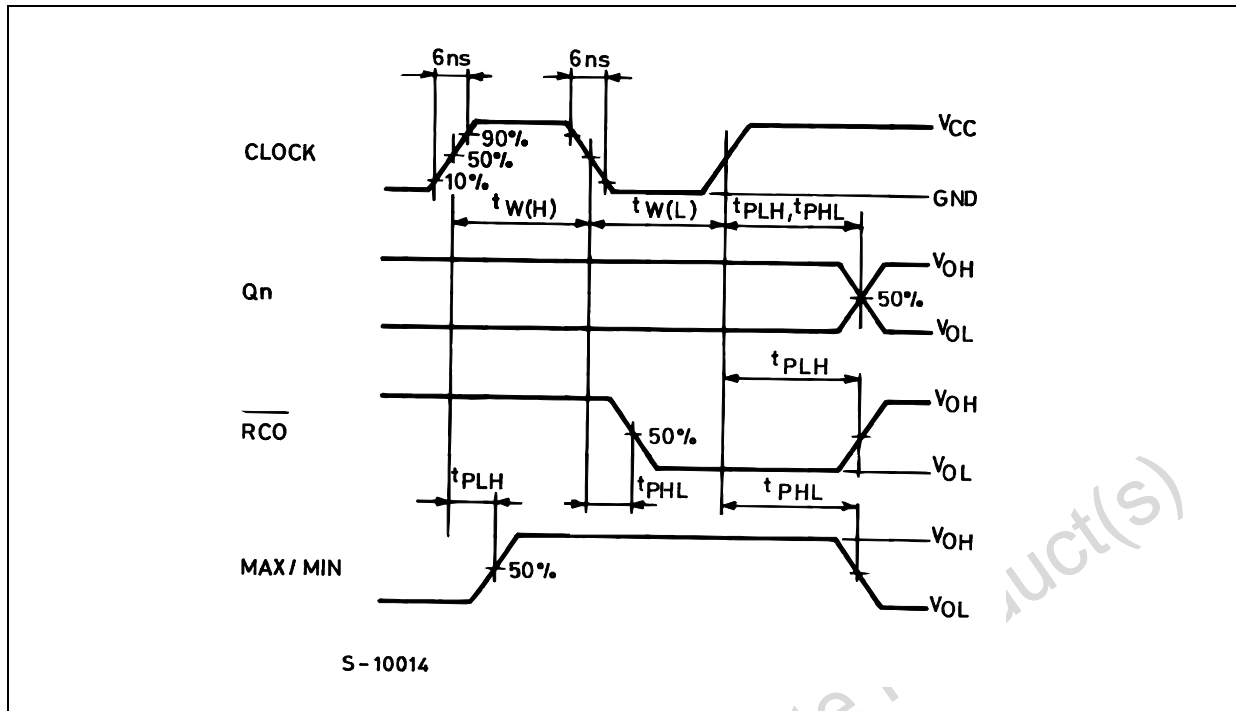 6ns 6ns
CLOCK 90% 50% 10% VCC GND
tW(H) tW(L) tPLH,tPHL
Qn VOH 50% VOL
tPLH
RCO 50% VOH VOL
tPLH tPHL tPHL
MAX/MIN 50% VOH VOL
S-10014
uct(s)